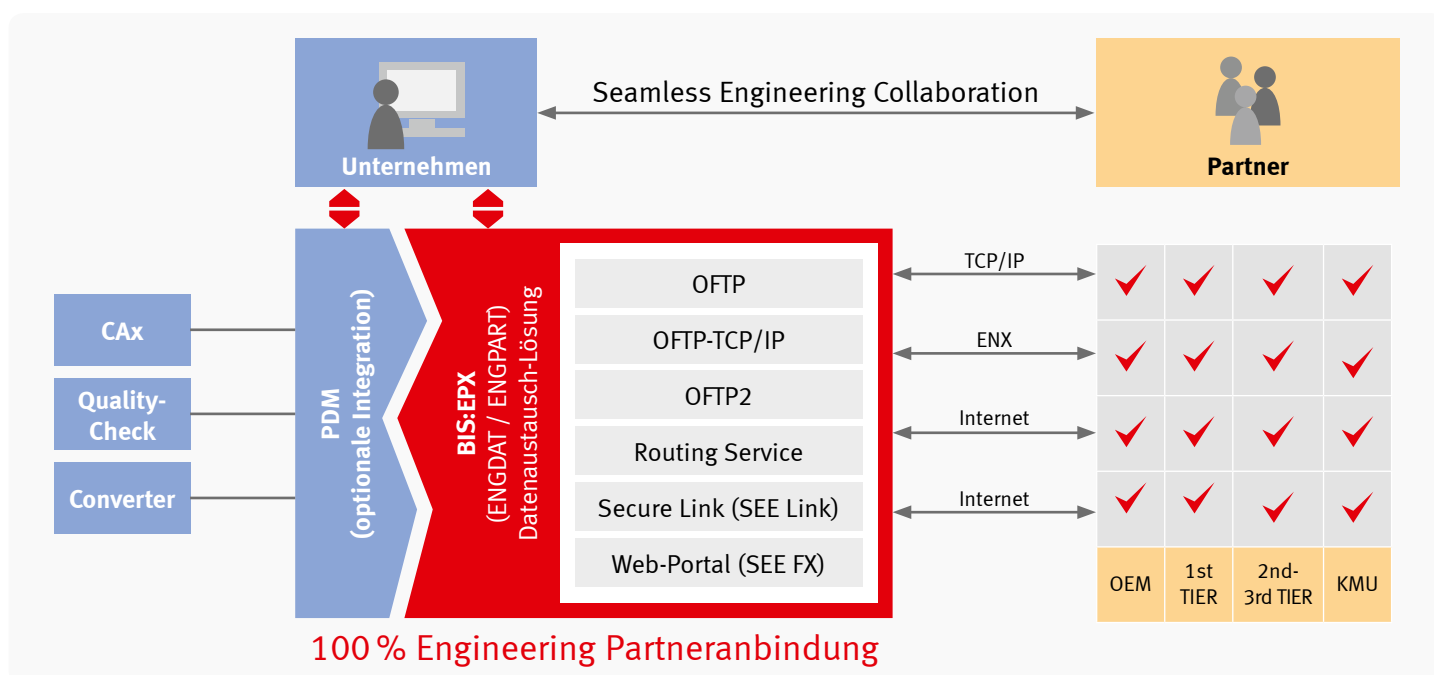 Seamless Engineering Collaboration
Unternehmen
Partner
CAx
Quality-
Check
Converter
PDM
(optionale Integration)
BIS:EPX
(ENGDAT / ENGPART)
Datenaustausch-Lösung
OFTP
OFTP-TCP/IP
OFTP2
Routing Service
Secure Link (SEE Link)
Web-Portal (SEE FX)
TCP/IP
ENX
Internet
Internet
OEM
1st
TIER
2nd-
3rd TIER
KMU
100 % Engineering Partneranbindung